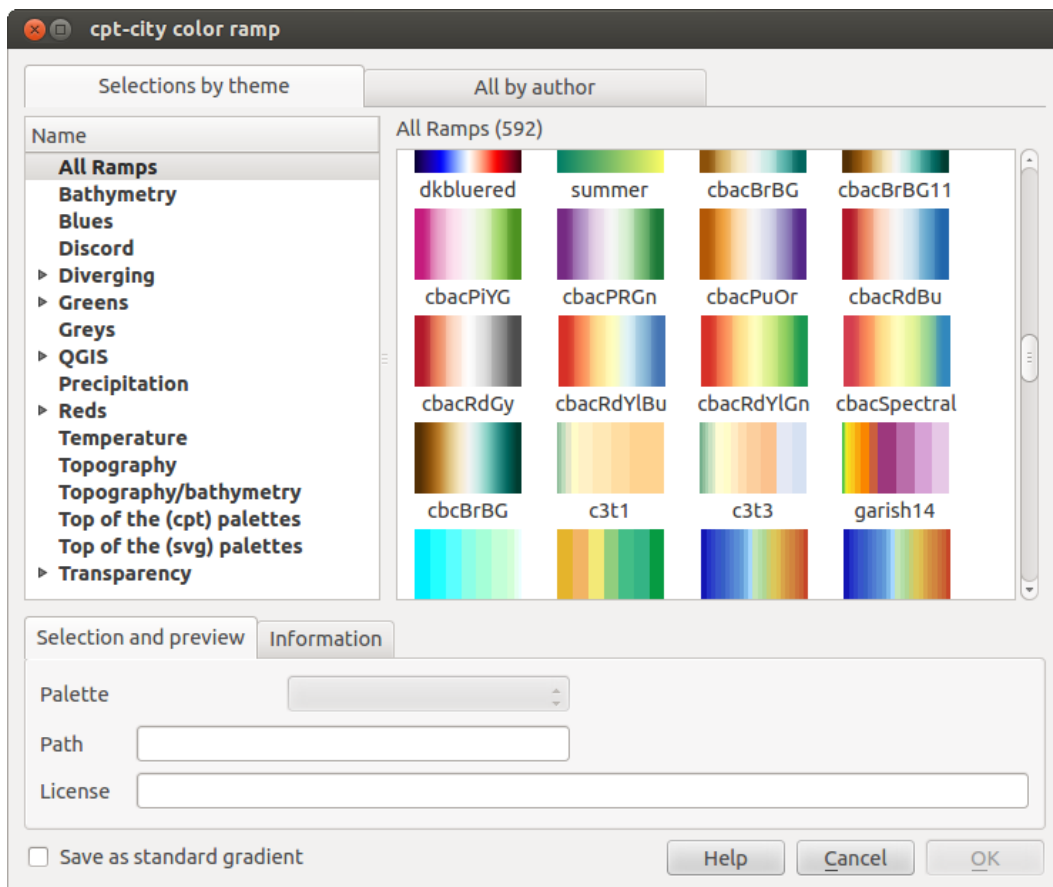 cpt-city color ramp
Selections by theme
All by author
Name
All Ramps
Bathymetry
Blues
Discord
Diverging
Greens
Greys
QGIS
Precipitation
Reds
Temperature
Topography
Topography/bathymetry
Top of the (cpt) palettes
Top of the (svg) palettes
Transparency
All Ramps (592)
dkbluered summer cbacBrBG cbacBrBG11
cbacPiYG cbacPRGn cbacPuOr cbacRdBu
cbacRdGy cbacRdYlBu cbacRdYlGn cbacSpectral
cbcBrBG c3t1 c3t3 garish14
Selection and preview
Information
Palette
Path
License
Save as standard gradient
Help
Cancel
OK